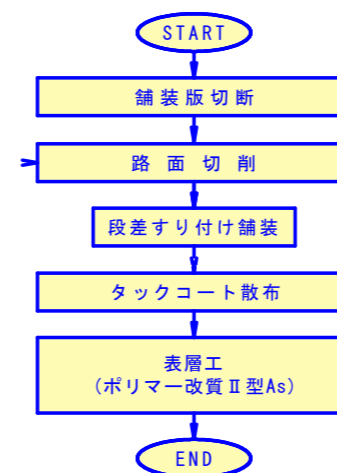 START
舗装版切断
路面切削
段差すり付け舗装
タックコート散布
表層工
(ポリマー改質Ⅱ型As)
END